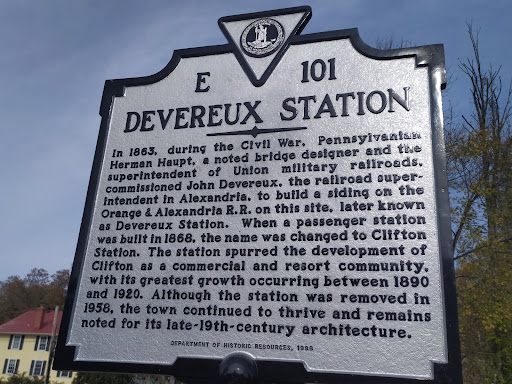 E 101
DEVEREUX STATION
In 1863, during the Civil War, Pennsylvanian
Herman Haupt, a noted bridge designer and the
superintendent of Union military railroads,
commissioned John Devereux, the railroad super-
intendent in Alexandria, to build a siding on the
Orange & Alexandria R.R. on this site, later known
as Devereux Station. When a passenger station
was built in 1868, the name was changed to Clifton
Station. The station spurred the development of
Clifton as a commercial and resort community,
with its greatest growth occurring between 1890
and 1920. Although the station was removed in
1958, the town continued to thrive and remains
noted for its late-19th-century architecture.
DEPARTMENT OF HISTORIC RESOURCES, 1996